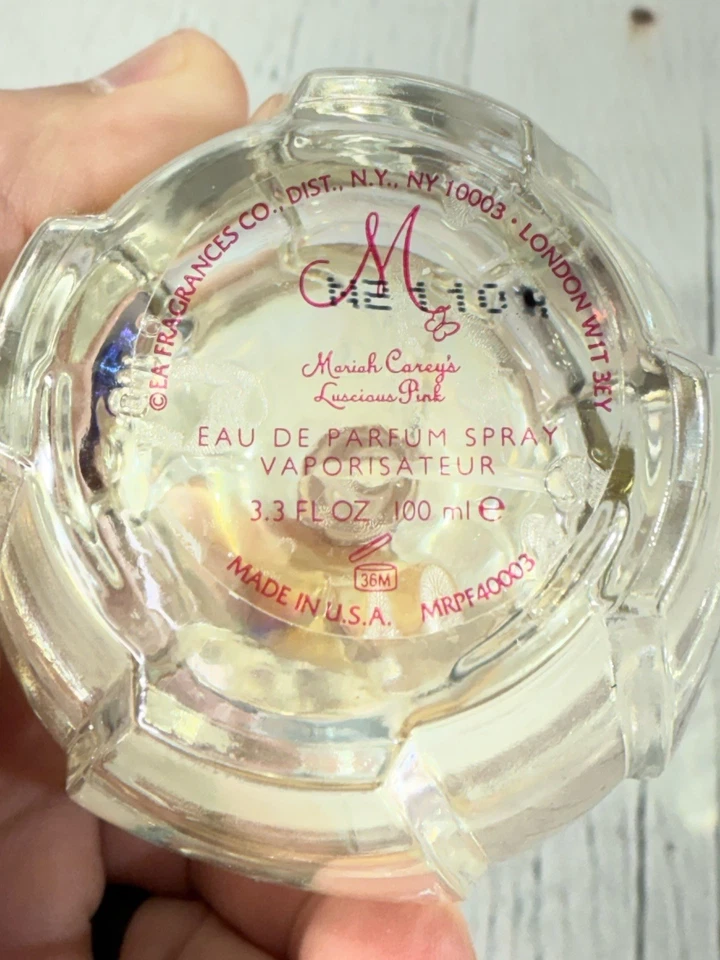 ©EA FRAGRANCES CO., DIST., N.Y., NY 10003 • LONDON W1T 3EY
M
Mariah Carey's
Luscious Pink
EAU DE PARFUM SPRAY
VAPORISATEUR
3.3 FL OZ 100 ml ℮
36M
MADE IN U.S.A. MRPF40003